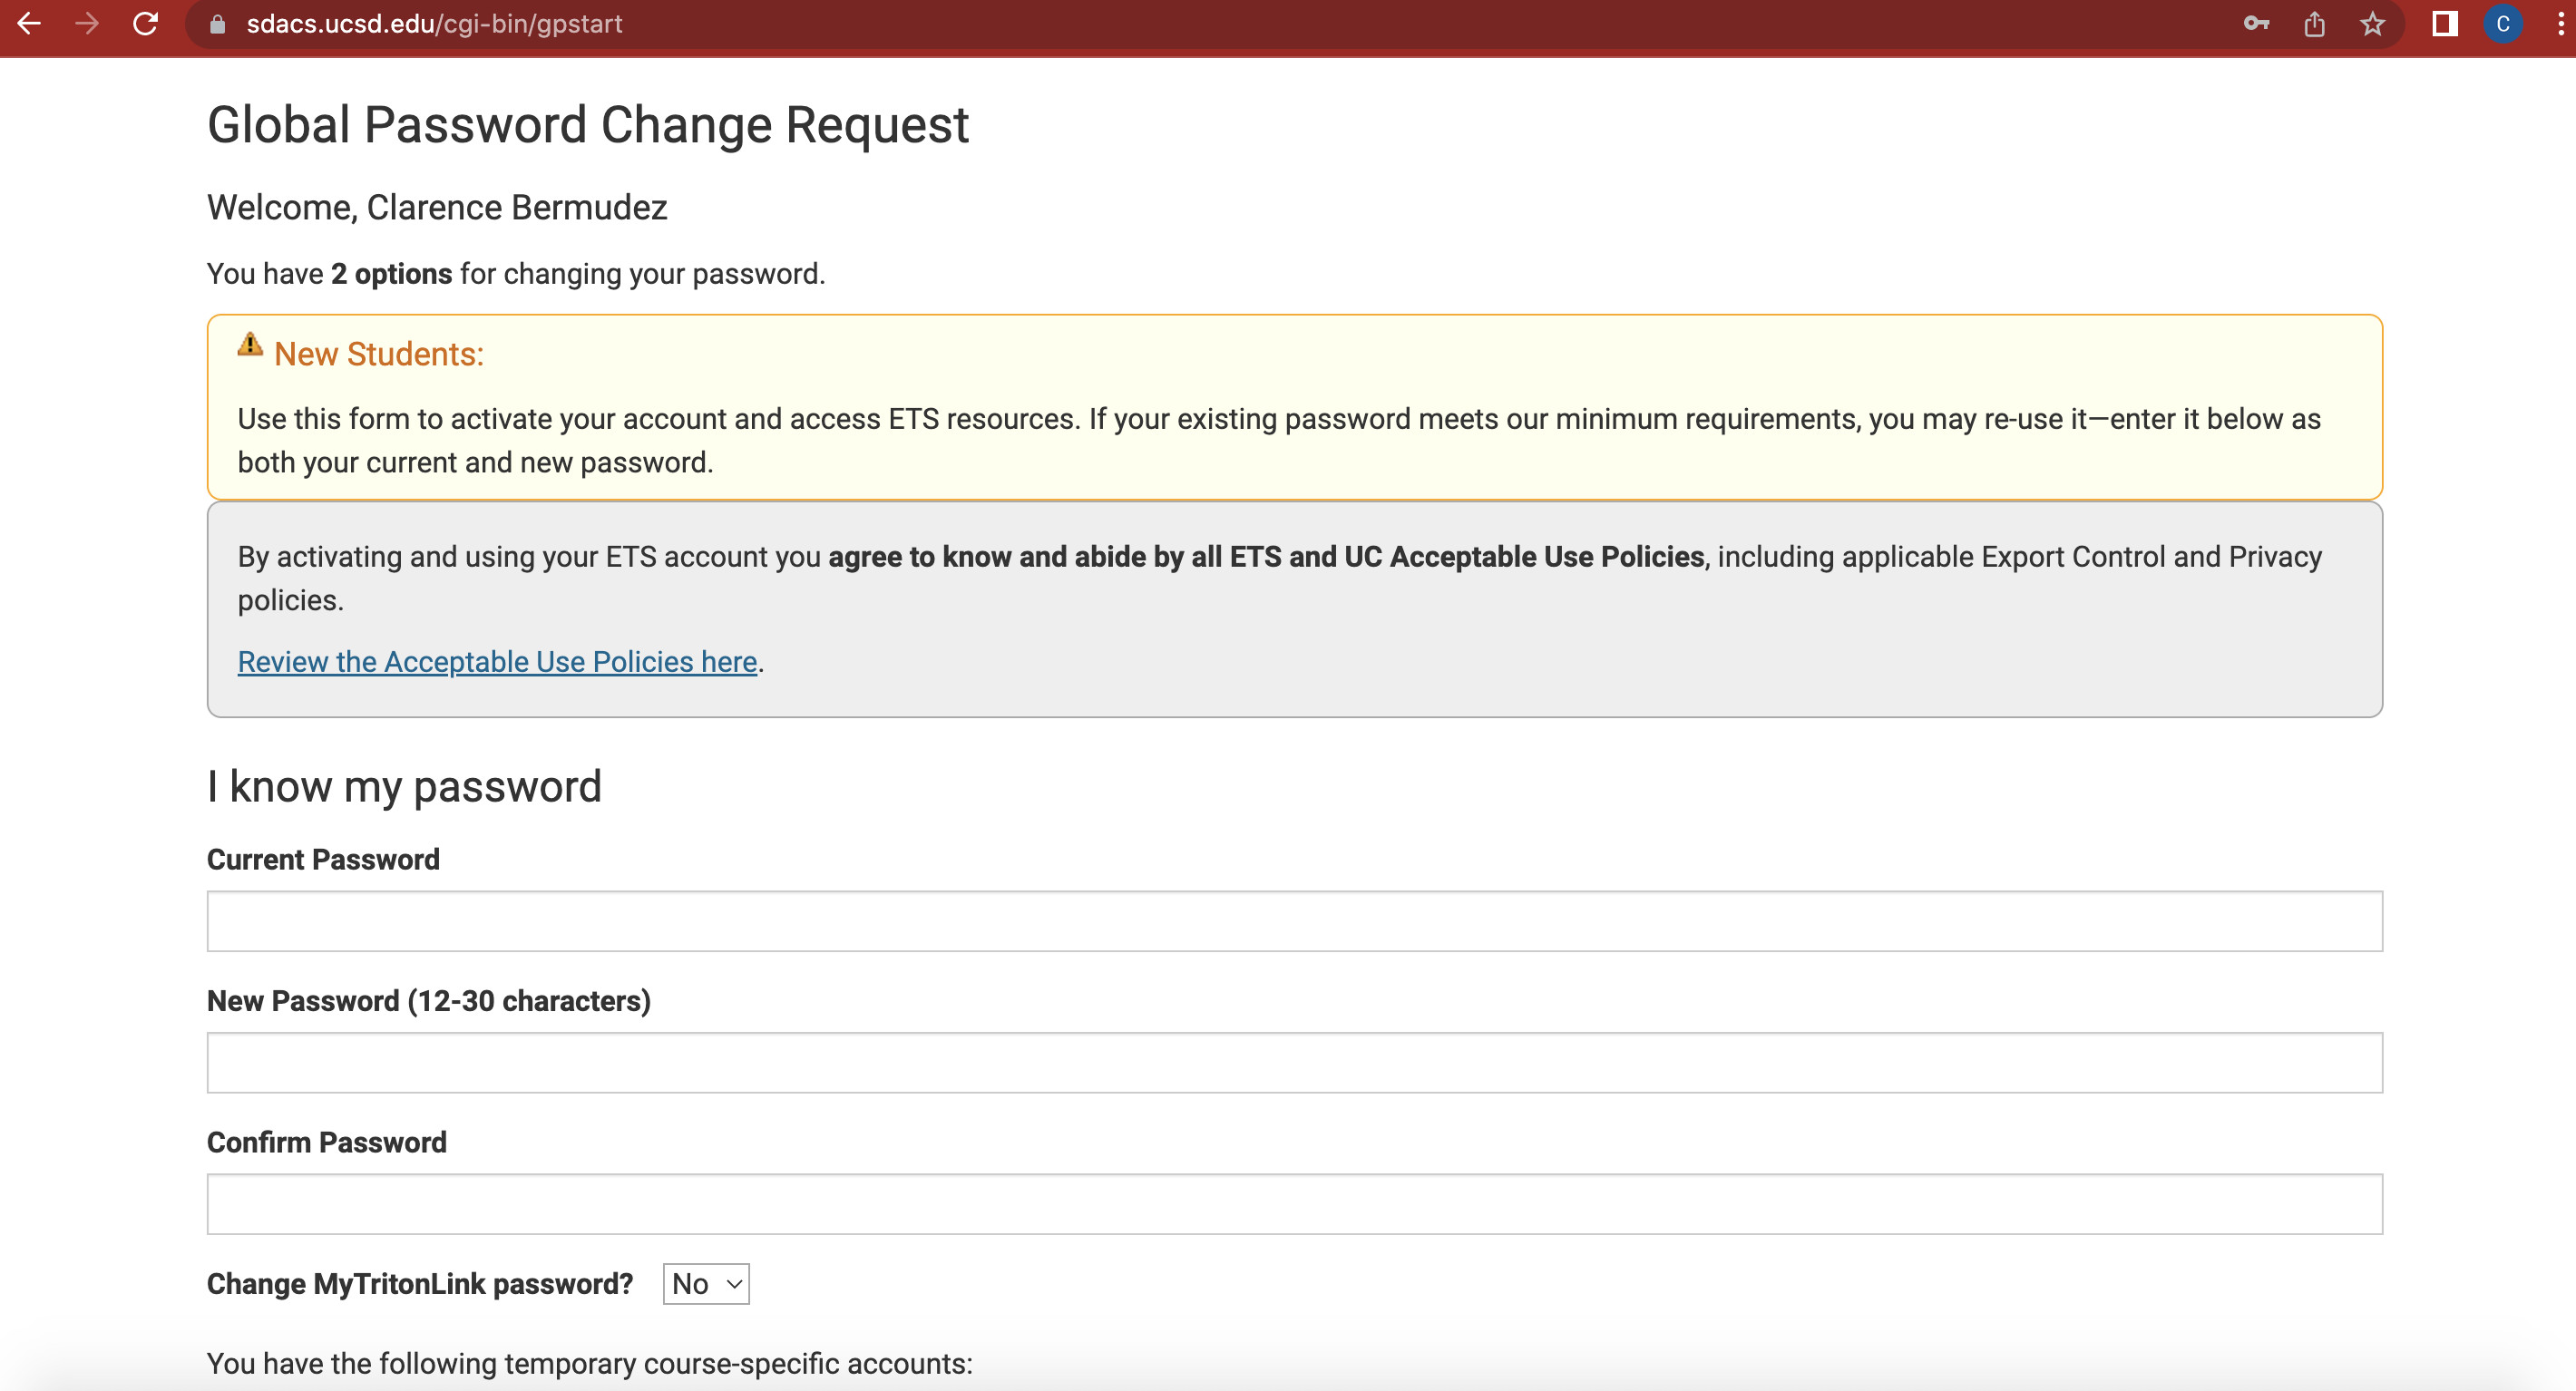 sdacs.ucsd.edu/cgi-bin/gpstart
C
Global Password Change Request
Welcome, Clarence Bermudez
You have 2 options for changing your password.
New Students:
Use this form to activate your account and access ETS resources. If your existing password meets our minimum requirements, you may re-use it—enter it below as
both your current and new password.
By activating and using your ETS account you agree to know and abide by all ETS and UC Acceptable Use Policies, including applicable Export Control and Privacy
policies.
Review the Acceptable Use Policies here.
I know my password
Current Password
New Password (12-30 characters)
Confirm Password
Change MyTritonLink password? No
You have the following temporary course-specific accounts: